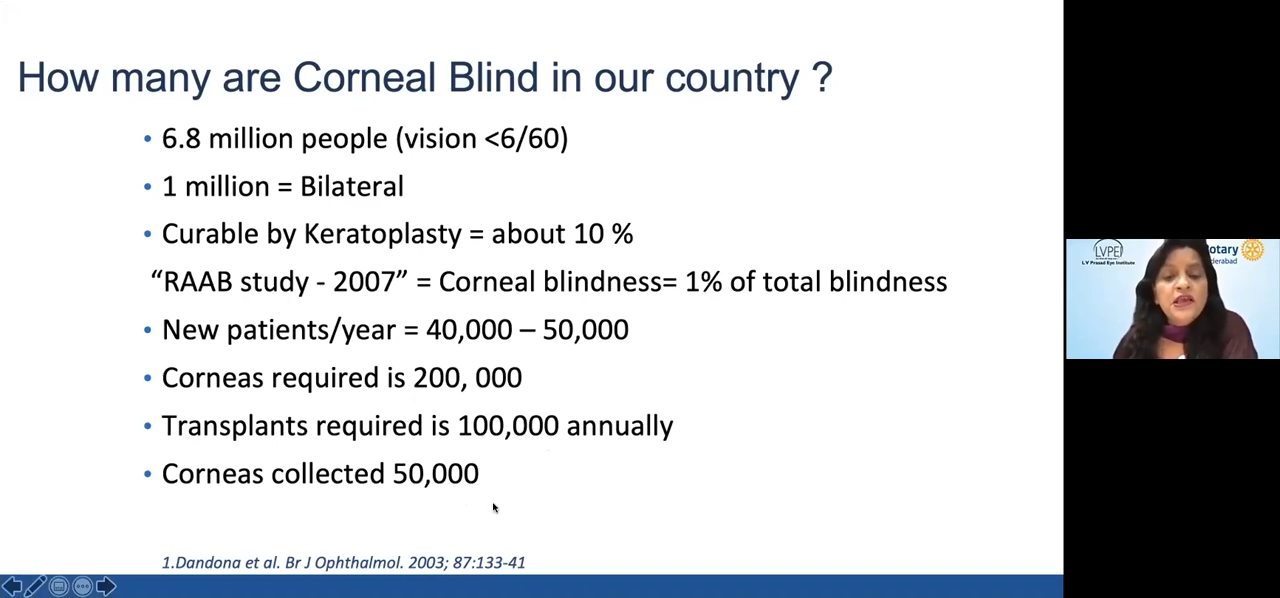 How many are Corneal Blind in our country ?
• 6.8 million people (vision <6/60)
• 1 million = Bilateral
• Curable by Keratoplasty = about 10 %
“RAAB study - 2007” = Corneal blindness= 1% of total blindness
• New patients/year = 40,000 – 50,000
• Corneas required is 200, 000
• Transplants required is 100,000 annually
• Corneas collected 50,000
1.Dandona et al. Br J Ophthalmol. 2003; 87:133-41
LVPEI
L V Prasad Eye Institute
otary
derabad